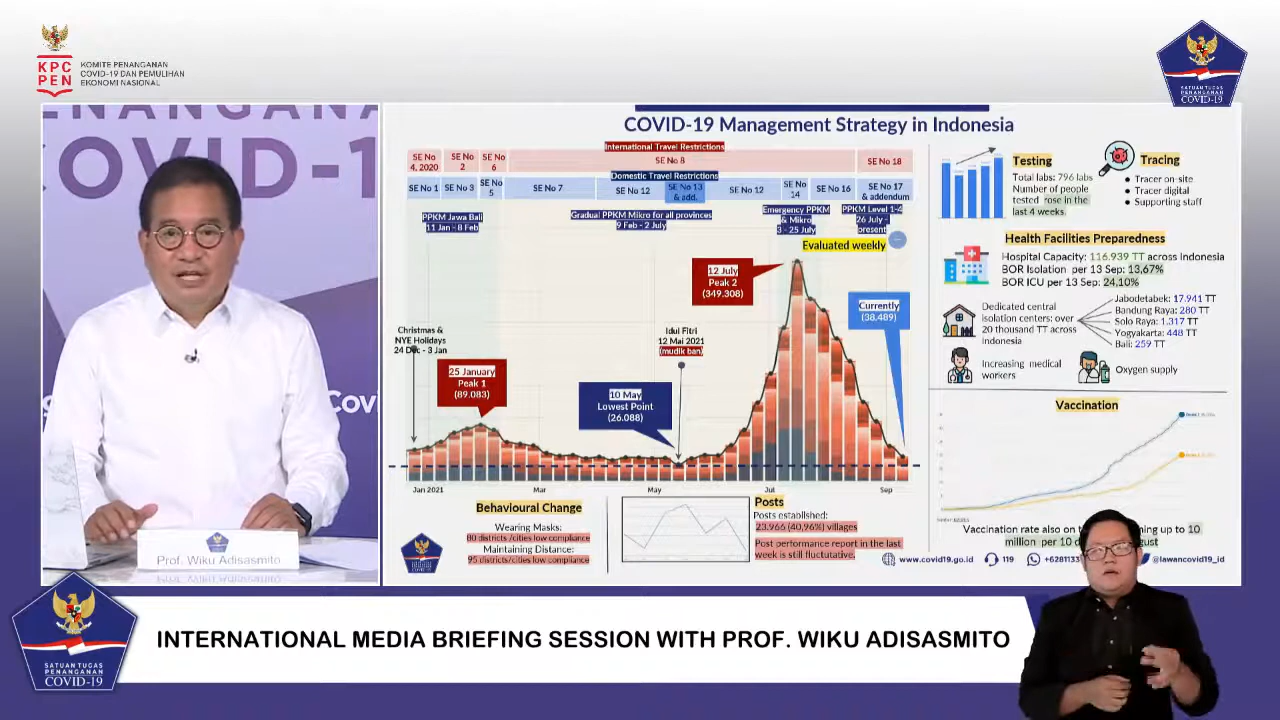 KPC
PEN
KOMITE PENANGANAN
COVID-19 DAN PEMULIHAN
EKONOMI NASIONAL
SATUAN TUGAS
PENANGANAN
COVID-19
ENANGANA
OVID-1
Cov
Prof. Wiku Adisasmito
COVID-19 Management Strategy in Indonesia
International Travel Restrictions
SE No 4, 2020
SE No 2
SE No 6
SE No 8
SE No 18
Domestic Travel Restrictions
SE No 1
SE No 3
SE No 5
SE No 7
SE No 12
SE No 13 & add.
SE No 12
SE No 14
SE No 16
SE No 17 & addendum
PPKM Jawa Bali
11 Jan - 8 Feb
Gradual PPKM Mikro for all provinces
9 Feb - 2 July
Emergency PPKM
& Mikro
3 - 25 July
PPKM Level 1-4
26 July -
present
Evaluated weekly
12 July
Peak 2
(349.308)
Currently
(38.489)
Christmas &
NYE Holidays
24 Dec - 3 Jan
25 January
Peak 1
(89.083)
Idul Fitri
12 Mai 2021
(mudik ban)
10 May
Lowest Point
(26.088)
Jan 2021
Mar
May
Jul
Sep
Behavioural Change
Wearing Masks:
80 districts /cities low compliance
Maintaining Distance:
95 districts/cities low compliance
Posts
Posts established:
23.966 (40,96%) villages
Post performance report in the last
week is still fluctutative.
Testing
Total labs: 796 labs
Number of people
tested rose in the
last 4 weeks
Tracing
• Tracer on-site
• Tracer digital
• Supporting staff
Health Facilities Preparedness
Hospital Capacity: 116.939 TT across Indonesia
BOR Isolation per 13 Sep: 13,67%
BOR ICU per 13 Sep: 24,10%
Dedicated central
isolation centers: over
20 thousand TT across
Indonesia
Jabodetabek: 17.941 TT
Bandung Raya: 280 TT
Solo Raya: 1.317 TT
Yogyakarta: 448 TT
Bali: 259 TT
Increasing medical
workers
Oxygen supply
Vaccination
Vaccination rate also on
up to 10
million per 10
www.covid19.go.id
119
@lawancovid19_id
SATUAN TUGAS
PENANGANAN
COVID-19
INTERNATIONAL MEDIA BRIEFING SESSION WITH PROF. WIKU ADISASMITO